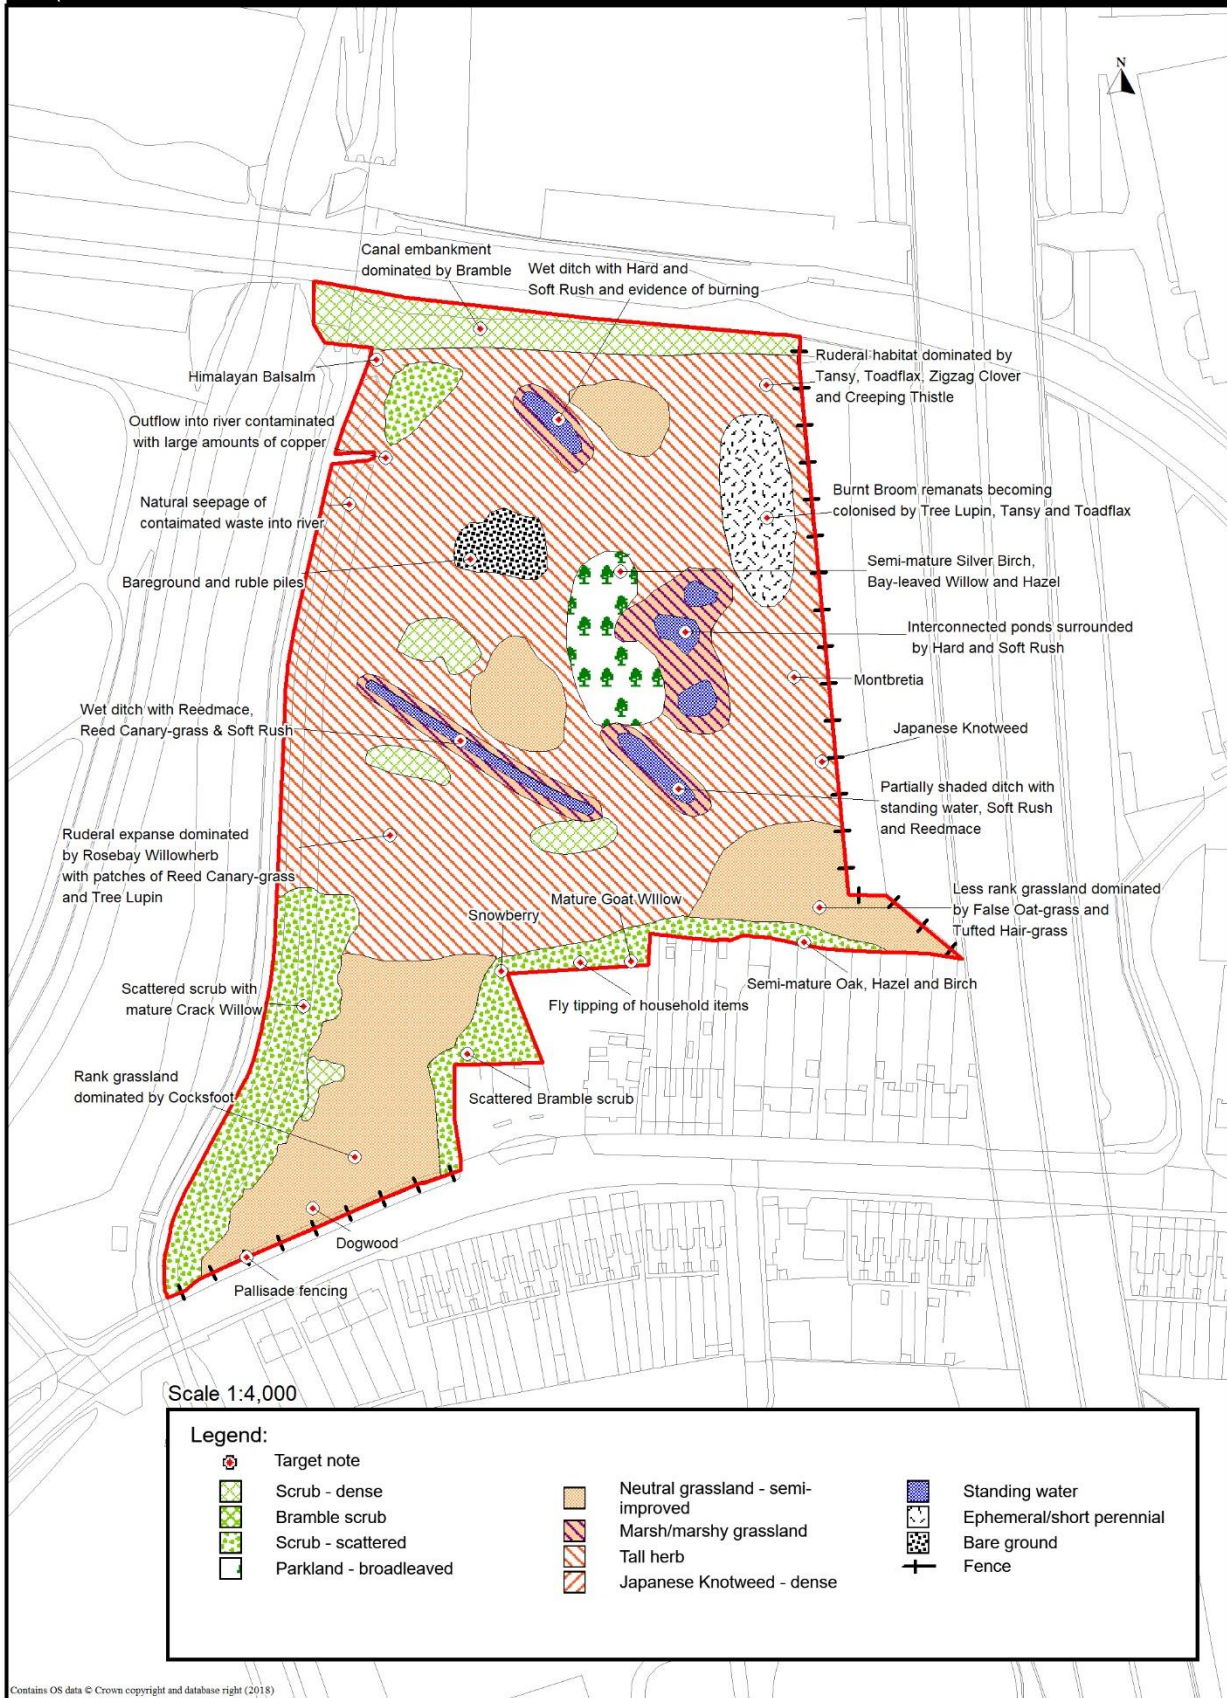 N
Canal embankment
dominated by Bramble
Wet ditch with Hard and
Soft Rush and evidence of burning
Himalayan Balsalm
Ruderal habitat dominated by
Tansy, Toadflax, Zigzag Clover
and Creeping Thistle
Outflow into river contaminated
with large amounts of copper
Natural seepage of
contaimated waste into river
Burnt Broom remanats becoming
colonised by Tree Lupin, Tansy and Toadflax
Bareground and ruble piles
Semi-mature Silver Birch,
Bay-leaved Willow and Hazel
Interconnected ponds surrounded
by Hard and Soft Rush
Montbretia
Wet ditch with Reedmace,
Reed Canary-grass & Soft Rush
Japanese Knotweed
Partially shaded ditch with
standing water, Soft Rush
and Reedmace
Ruderal expanse dominated
by Rosebay Willowherb
with patches of Reed Canary-grass
and Tree Lupin
Less rank grassland dominated
by False Oat-grass and
Tufted Hair-grass
Mature Goat WIllow
Snowberry
Semi-mature Oak, Hazel and Birch
Fly tipping of household items
Scattered scrub with
mature Crack Willow
Rank grassland
dominated by Cocksfoot
Scattered Bramble scrub
Dogwood
Pallisade fencing
Scale 1:4,000
Legend:
Target note
Scrub - dense
Bramble scrub
Scrub - scattered
Parkland - broadleaved
Neutral grassland - semi-
improved
Marsh/marshy grassland
Tall herb
Japanese Knotweed - dense
Standing water
Ephemeral/short perennial
Bare ground
Fence
Contains OS data © Crown copyright and database right (2018)